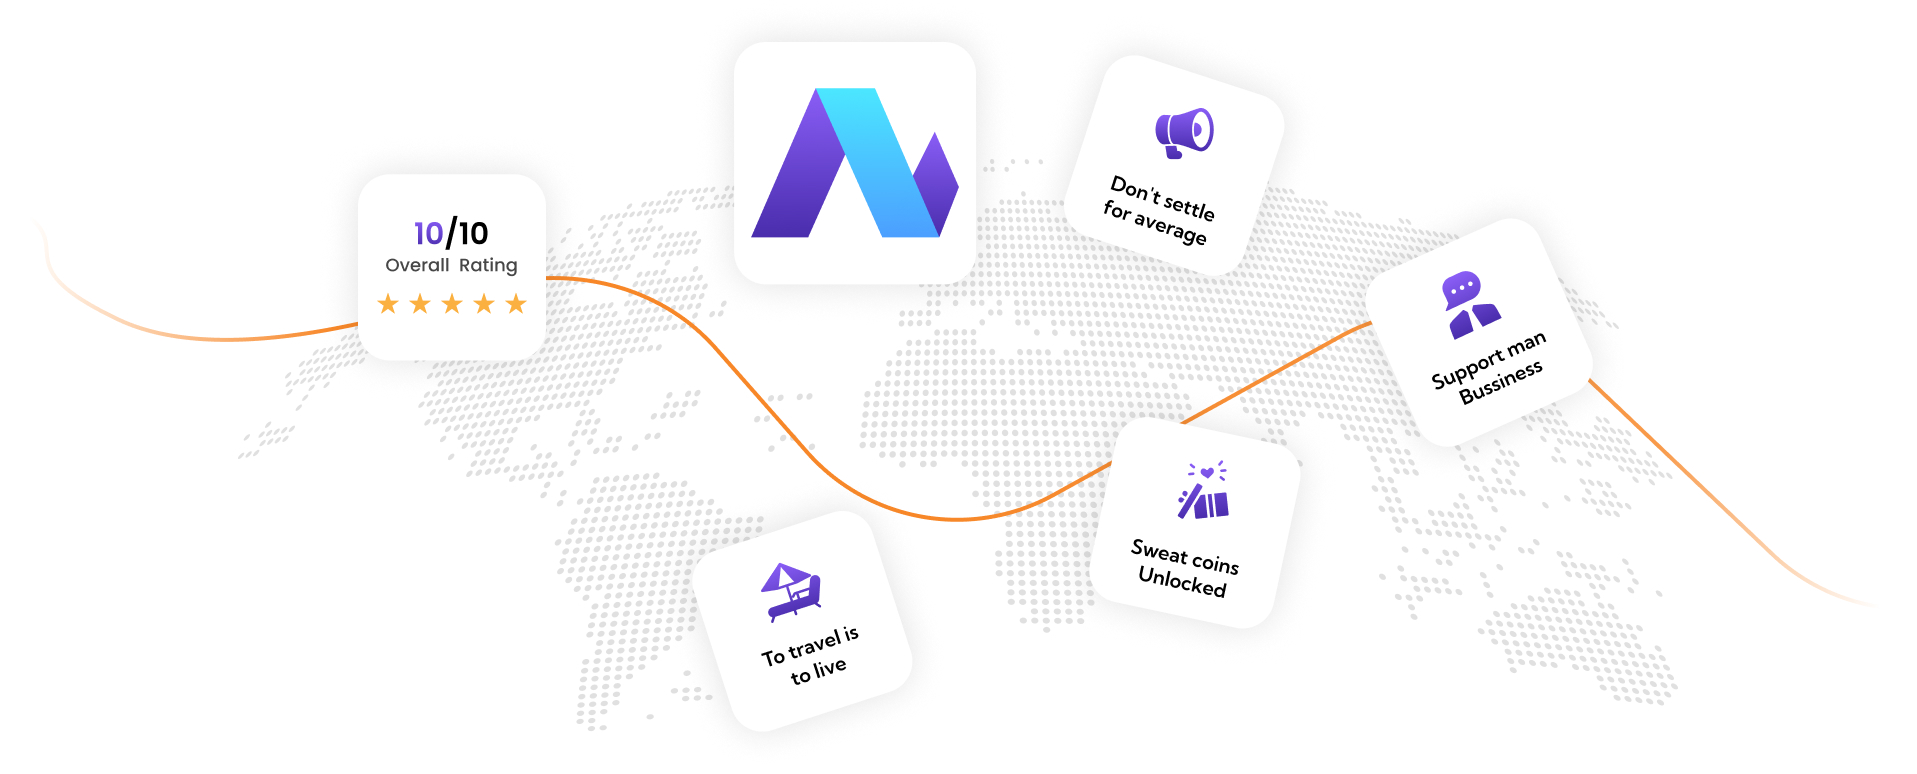 10/10
Overall Rating
Don't settle
for average
Support man
Bussiness
Sweat coins
Unlocked
To travel is
to live